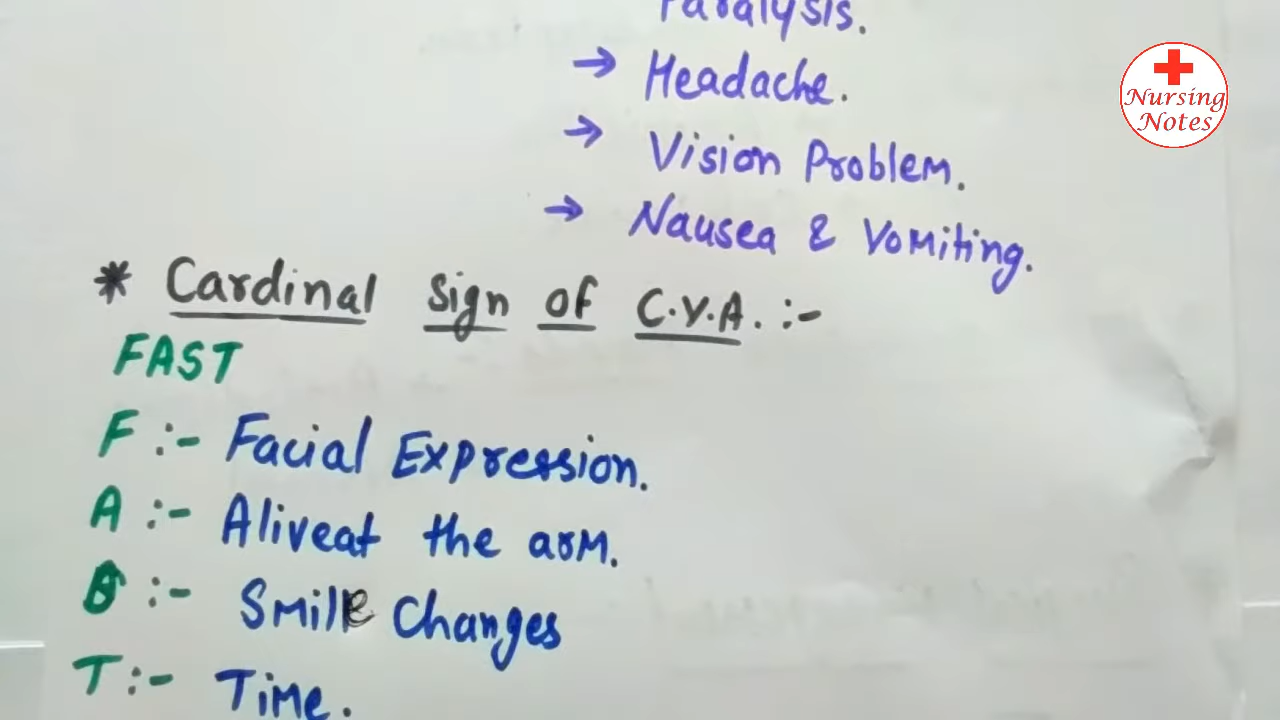 Paralysis.
→ Headache.
→ Vision Problem.
→ Nausea & Vomiting.
Nursing
Notes
* Cardinal Sign of C.V.A. :-
FAST
F :- Facial Expression.
A :- Aliveat the arm.
S :- Smile Changes
T :- Time.